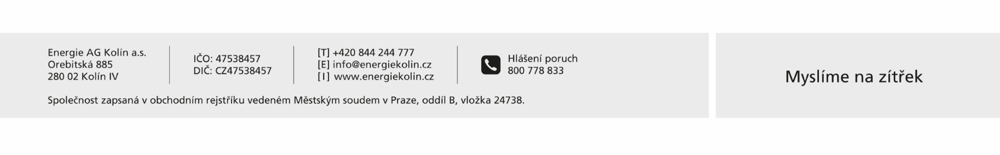 Energie AG Kolín a.s.
Orebitská 885
280 02 Kolín IV
IČO: 47538457
DIČ: CZ47538457
[T] +420 844 244 777
[E] info@energiekolin.cz
[I] www.energiekolin.cz
Hlášení poruch
800 778 833
Společnost zapsaná v obchodním rejstříku vedeném Městským soudem v Praze, oddíl B, vložka 24738.
Myslíme na zítřek